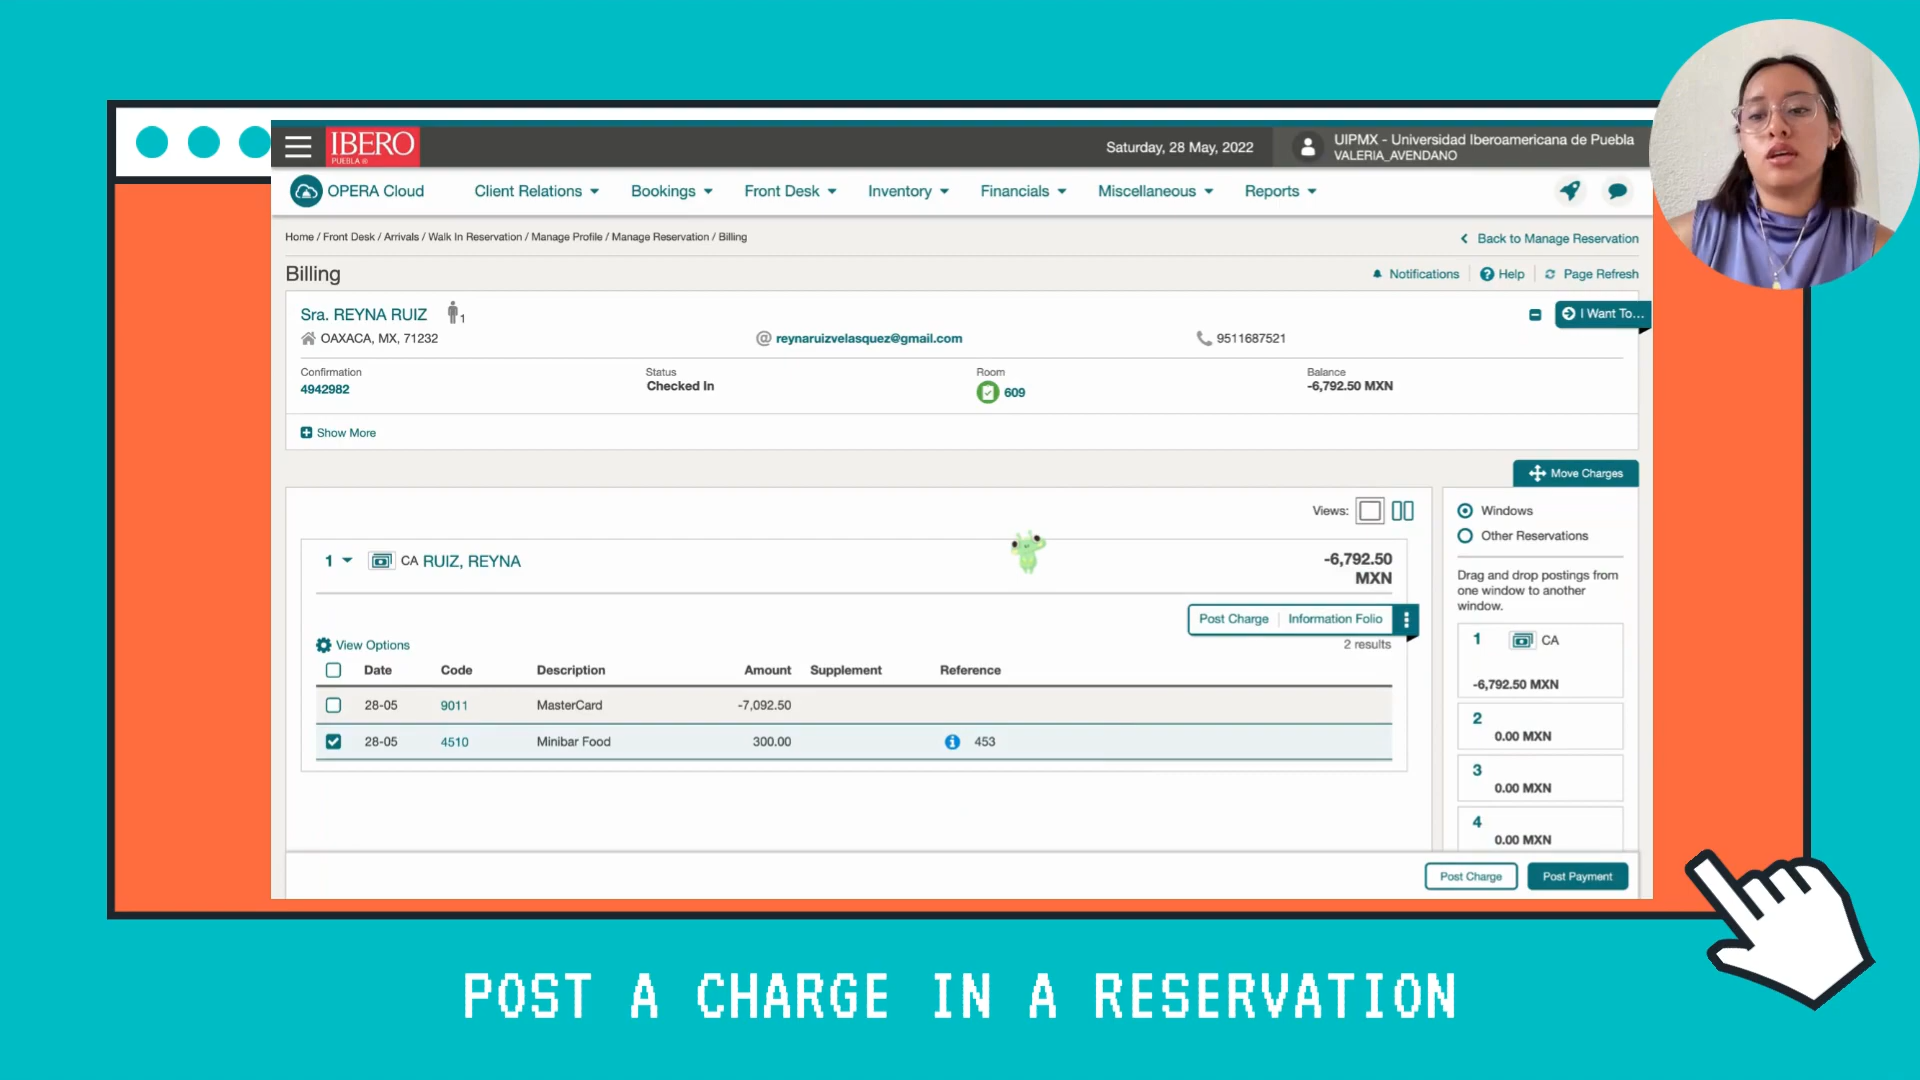 IBERO
PUEBLA ®
Saturday, 28 May, 2022
UIPMX - Universidad Iberoamericana de Puebla
VALERIA_AVENDANO
OPERA Cloud
Client Relations
Bookings
Front Desk
Inventory
Financials
Miscellaneous
Reports
Home / Front Desk / Arrivals / Walk In Reservation / Manage Profile / Manage Reservation / Billing
Back to Manage Reservation
Billing
Notifications
Help
Page Refresh
Sra. REYNA RUIZ
1
I Want To...
OAXACA, MX, 71232
@ reynaruizvelasquez@gmail.com
9511687521
Confirmation
4942982
Status
Checked In
Room
609
Balance
-6,792.50 MXN
Show More
Move Charges
Views:
Windows
Other Reservations
1 CA RUIZ, REYNA
-6,792.50
MXN
Drag and drop postings from
one window to another
window.
Post Charge
Information Folio
View Options
2 results
Date Code Description Amount Supplement Reference
28-05 9011 MasterCard -7,092.50
28-05 4510 Minibar Food 300.00 453
1 CA
-6,792.50 MXN
2
0.00 MXN
3
0.00 MXN
4
0.00 MXN
Post Charge
Post Payment
POST A CHARGE IN A RESERVATION